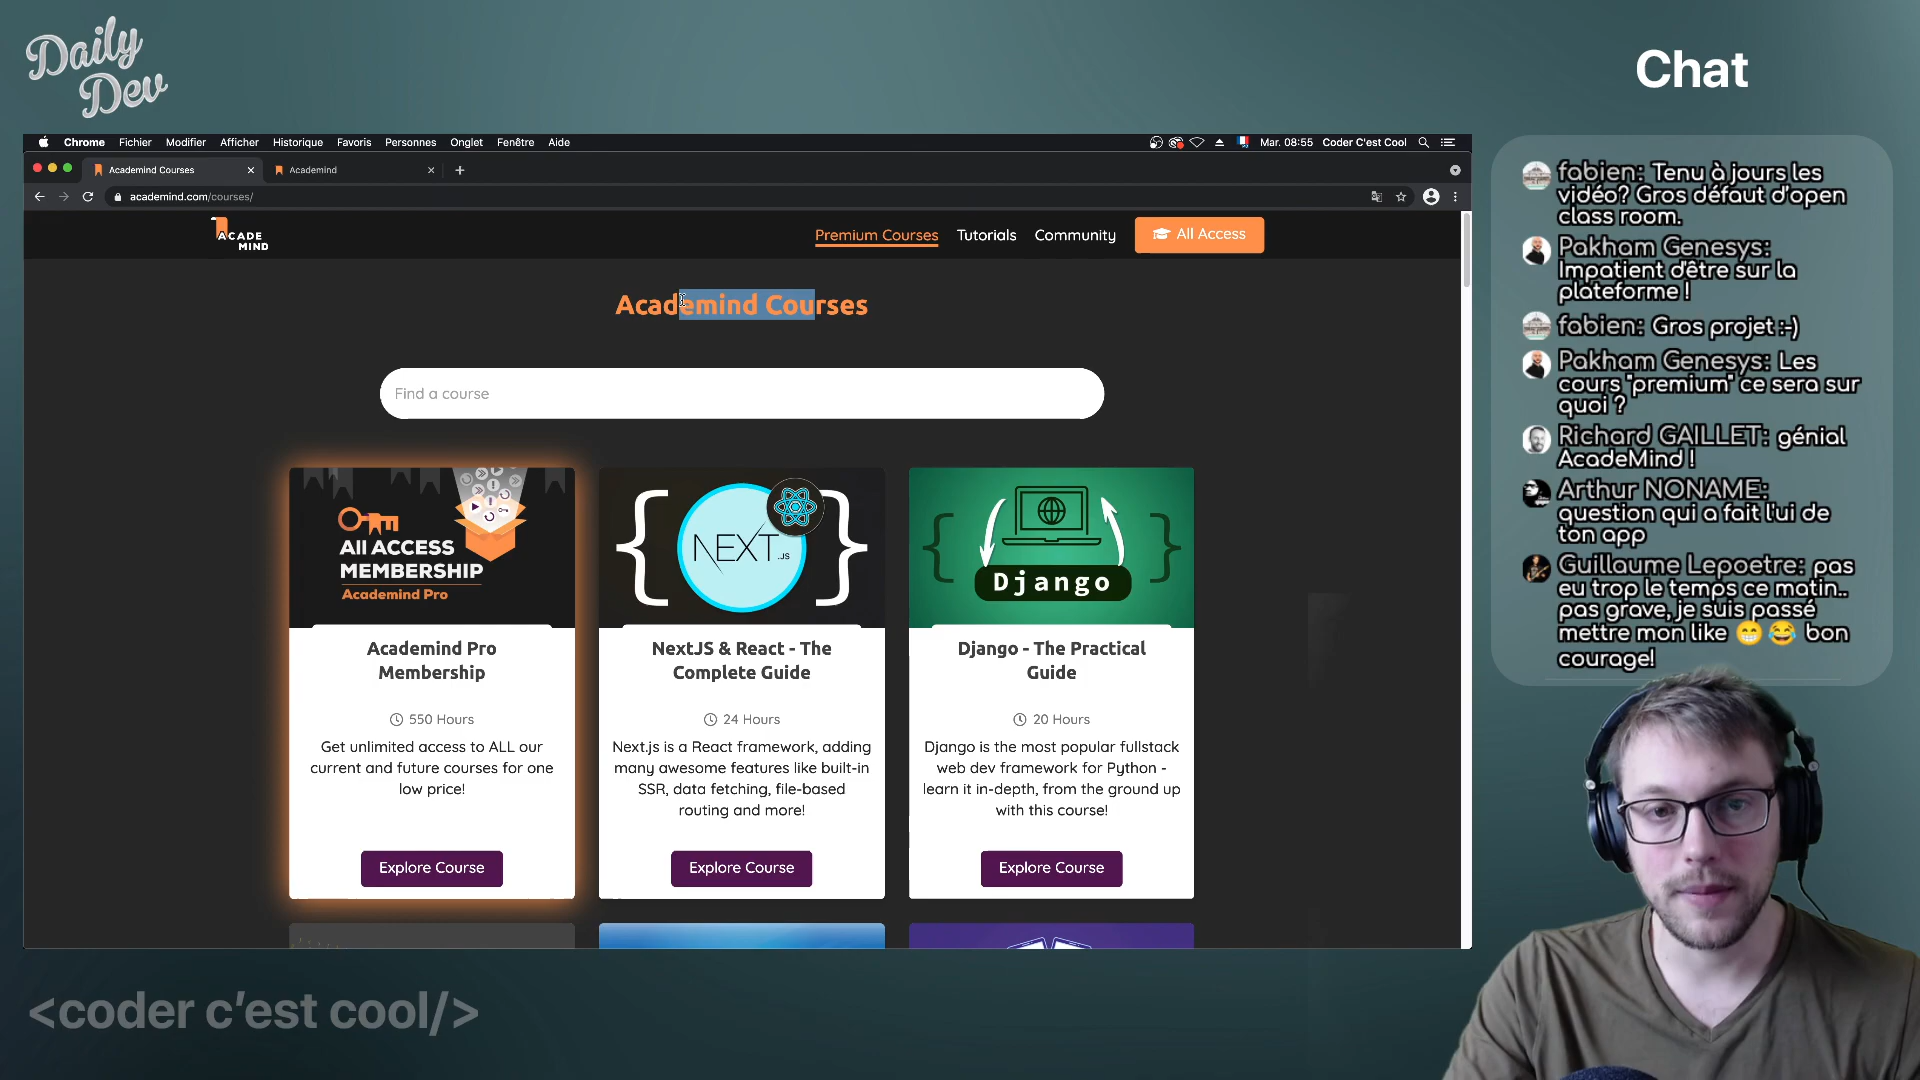 Daily
Dev
Chat
Chrome Fichier Modifier Afficher Historique Favoris Personnes Onglet Fenêtre Aide
Mar. 08:55 Coder C'est Cool
Academind Courses
Academind
academind.com/courses/
ACADE
MIND
Premium Courses Tutorials Community All Access
Academind Courses
Find a course
All ACCESS
MEMBERSHIP
Academind Pro
Academind Pro
Membership
550 Hours
Get unlimited access to ALL our
current and future courses for one
low price!
Explore Course
NEXT.JS
NextJS & React - The
Complete Guide
24 Hours
Next.js is a React framework, adding
many awesome features like built-in
SSR, data fetching, file-based
routing and more!
Explore Course
Django
Django - The Practical
Guide
20 Hours
Django is the most popular fullstack
web dev framework for Python -
learn it in-depth, from the ground up
with this course!
Explore Course
fabien: Tenu à jours les
vidéo? Gros défaut d'open
class room.
Pakham Genesys:
Impatient d'être sur la
plateforme !
fabien: Gros projet :-)
Pakham Genesys: Les
cours "premium" ce sera sur
quoi ?
Richard GAILLET: génial
AcadeMind !
Arthur NONAME:
question qui a fait l'ui de
ton app
Guillaume Lepoetre: pas
eu trop le temps ce matin..
pas grave, je suis passé
mettre mon like 😁 😂 bon
courage!
<coder c'est cool/>